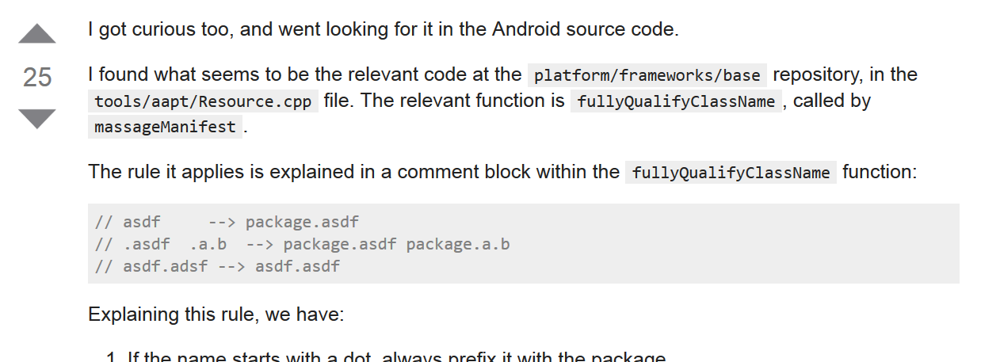 I got curious too, and went looking for it in the Android source code.
25
I found what seems to be the relevant code at the platform/frameworks/base repository, in the
tools/aapt/Resource.cpp file. The relevant function is fullyQualifyClassName , called by
massageManifest .
The rule it applies is explained in a comment block within the fullyQualifyClassName function:
// asdf     --> package.asdf
// .asdf  .a.b  --> package.asdf package.a.b
// asdf.adsf --> asdf.asdf
Explaining this rule, we have:
1. If the name starts with a dot, always prefix it with the package